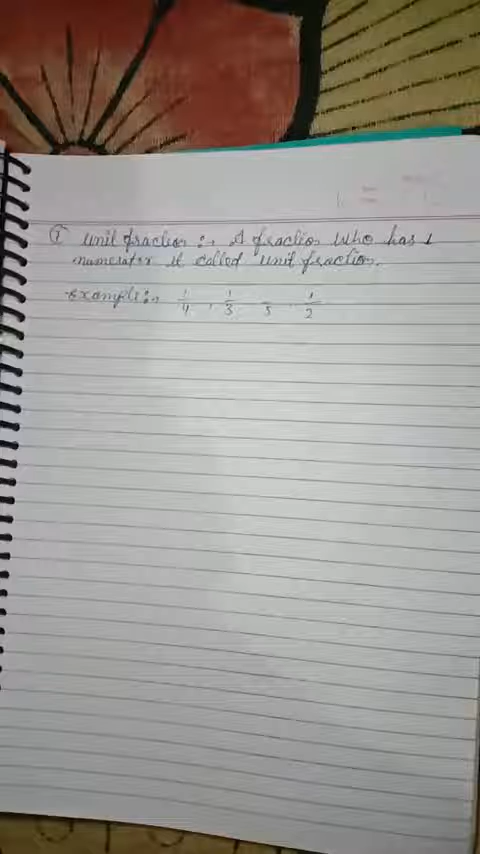 ① Unit fraction :- A fraction Who has 1
numerator it called unit fraction.
example:- 1/4, 1/3, -/5, 1/2